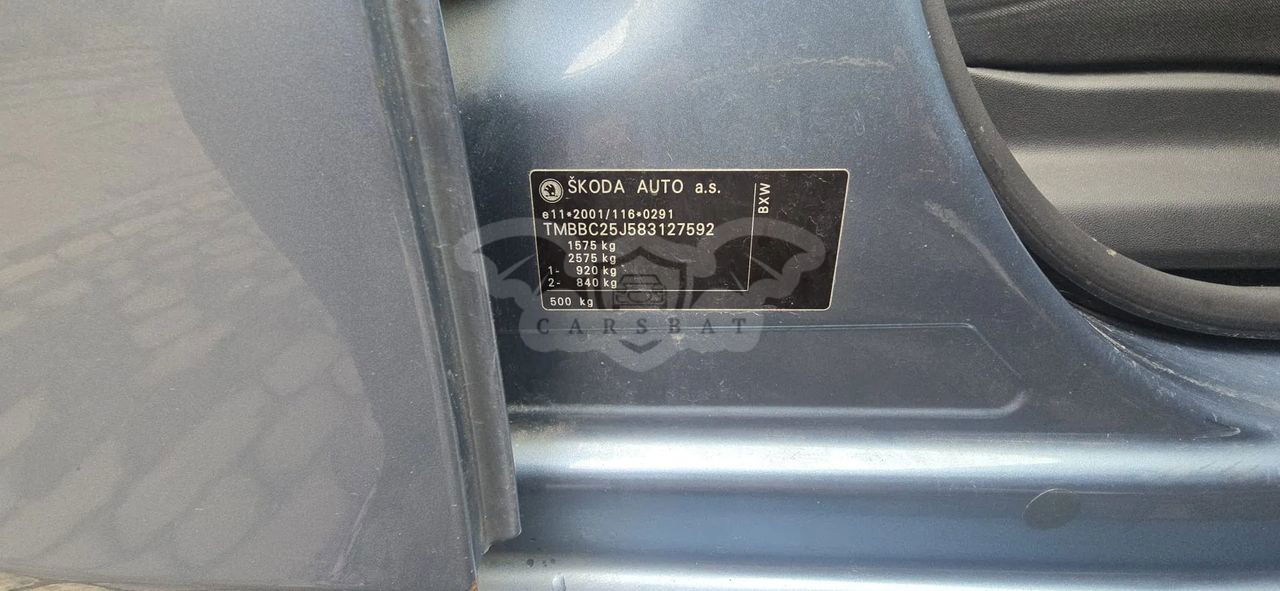 ŠKODA AUTO a.s.
BXW
e11*2001/116*0291
TMBBC25J583127592
1575 kg
2575 kg
1- 920 kg
2- 840 kg
500 kg
CARSBAT